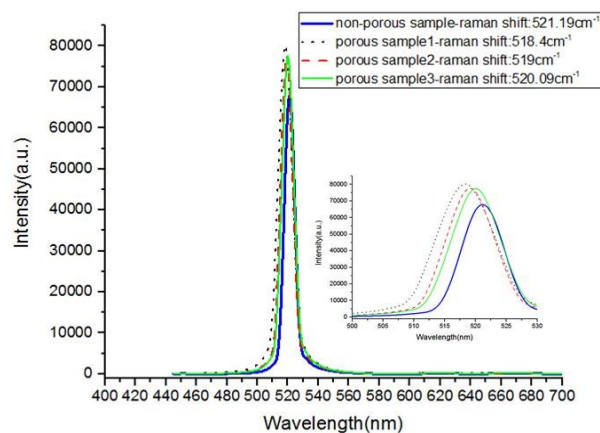 non-porous sample-raman shift:521.19cm⁻¹
porous sample1-raman shift:518.4cm⁻¹
porous sample2-raman shift:519cm⁻¹
porous sample3-raman shift:520.09cm⁻¹
Intensity(a.u.)
80000
70000
60000
50000
40000
30000
20000
10000
0
400 420 440 460 480 500 520 540 560 580 600 620 640 660 680 700
Wavelength(nm)
Intensity(a.u.)
80000
70000
60000
50000
40000
30000
20000
10000
0
500 505 510 515 520 525 530
Wavelength(nm)